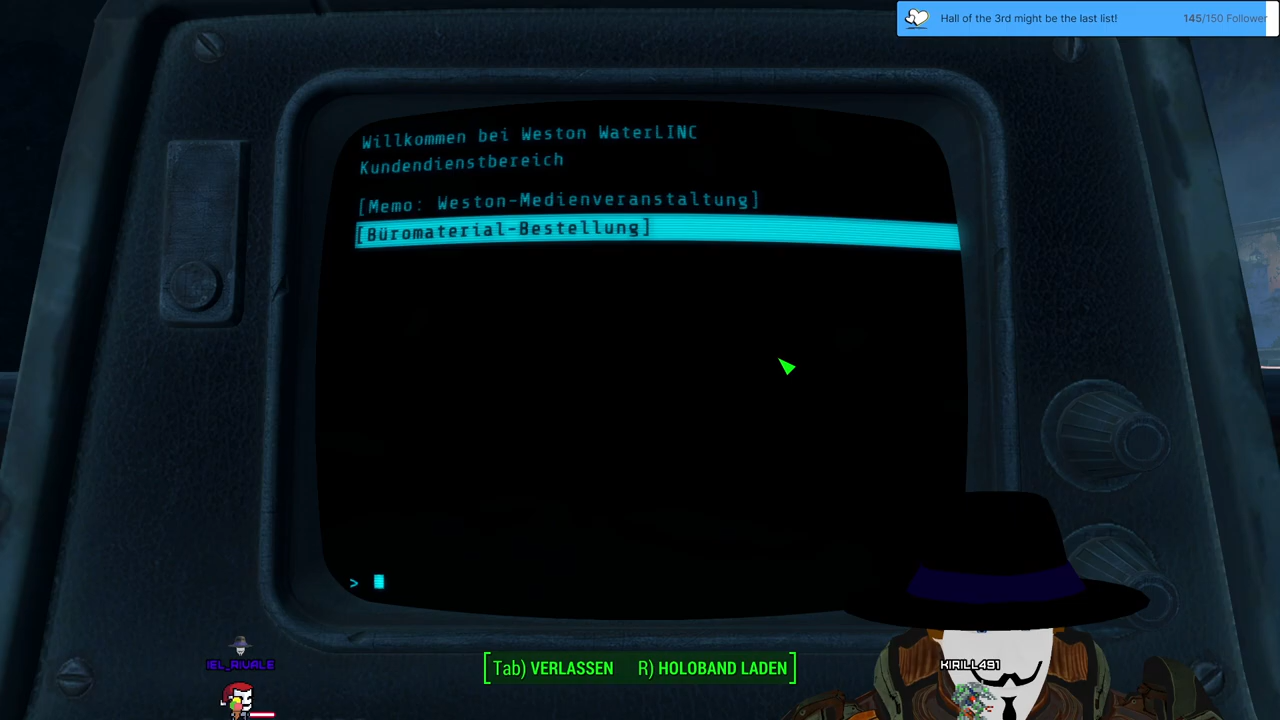 Hall of the 3rd might be the last list! 145/150 Follower
Willkommen bei Weston WaterLINC
Kundendienstbereich
[Memo: Weston-Medienveranstaltung]
[Büromaterial-Bestellung]
>
IEL_RIVALE
KIRILL491
Tab) VERLASSEN R) HOLOBAND LADEN